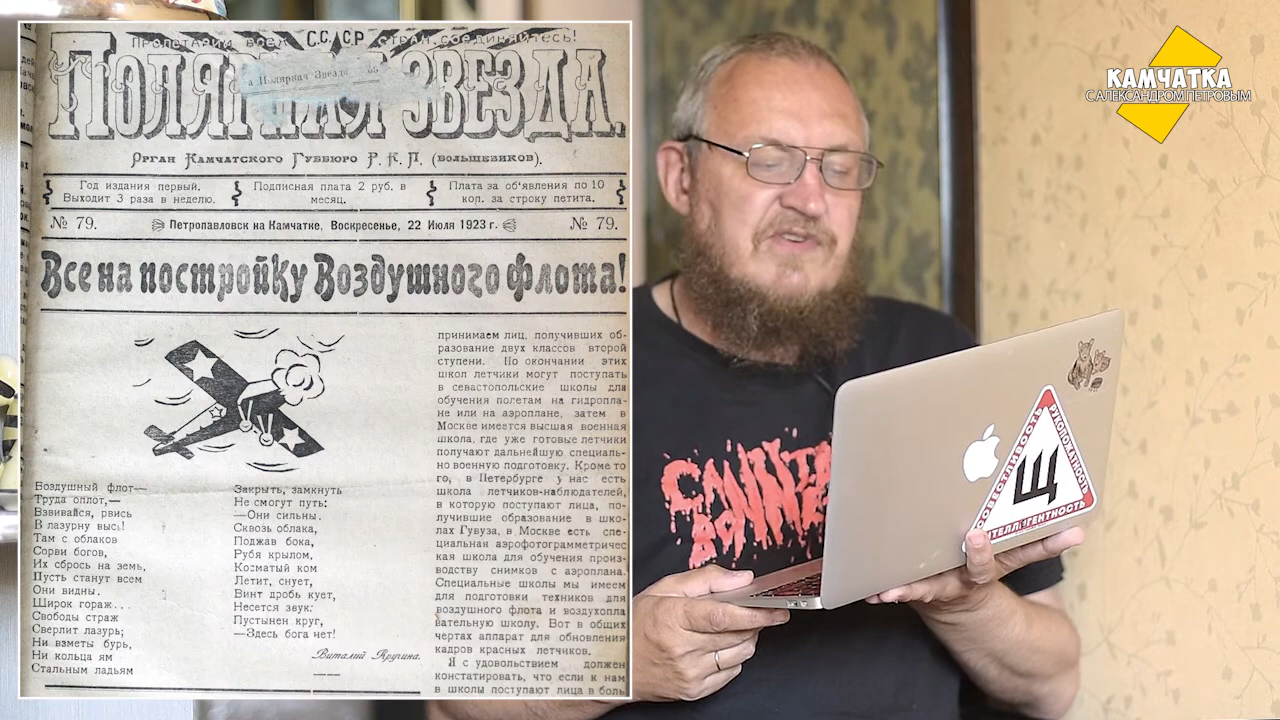 ПРОЛЕТАРИИ ВСЕХ С.С.С.Р. СТРАН, СОЕДИНЯЙТЕСЬ!
ПОЛЯРНАЯ ЗВЕЗДА.
а Полярная Звезда
Орган Камчатского Губбюро Р. К. П. (большевиков).
Год издания первый.
Выходит 3 раза в неделю.
Подписная плата 2 руб. в
месяц.
Плата за об'явления по 10
коп. за строку петита.
№ 79.
Петропавловск на Камчатке, Воскресенье, 22 Июля 1923 г.
№ 79.
Все на постройку Воздушного флота!
Воздушный флот—
Труда оплот,—
Взвивайся, рвись
В лазурну высь!
Там с облаков
Сорви богов,
Их сбрось на земь,
Пусть станут всем
Они видны.
Широк гораж...
Свободы страж
Сверлит лазурь;
Ни взметы бурь,
Ни кольца ям
Стальным ладьям
Закрыть, замкнуть
Не смогут путь:
—Они сильны.
Сквозь облака,
Поджав бока,
Рубя крылом,
Косматый ком
Летит, снует,
Винт дробь кует,
Несется звук:
Пустынен круг,
—Здесь бога нет!
Виталий Кручина.
принимаем лиц, получивших об-
разование двух классов второй
ступени. По окончании этих
школ летчики могут поступать
в севастопольские школы для
обучения полетам на гидропла-
не или на аэроплане, затем в
Москве имеется высшая военная
школа, где уже готовые летчики
получают дальнейшую специаль-
но военную подготовку. Кроме то
го, в Петербурге у нас есть
школа летчиков-наблюдателей,
в которую поступают лица, по-
лучившие образование в шко-
лах Гувуза, в Москве есть спе-
циальная аэрофотограмметричес
кая школа для обучения произ-
водству снимков с аэроплана.
Специальные школы мы имеем
для подготовки техников для
воздушного флота и воздухопла
вательную школу. Вот в общих
чертах аппарат для обновления
кадров красных летчиков.
Я с удовольствием должен
констатировать, что если к нам
в школы поступают лица в боль
КАМЧАТКА
С АЛЕКСАНДРОМ ПЕТРОВЫМ
СОВЕСТЛИВОСТЬ
РУКОПОЖАТНОСТЬ
Щ